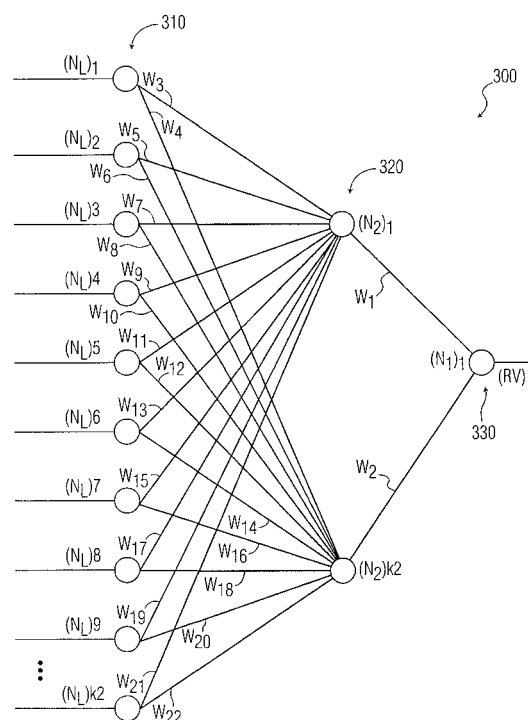 310
(NL)1
W3
W4
300
(NL)2
W5
W6
320
(NL)3
W7
W8
(N2)1
(NL)4
W9
W10
W1
(NL)5
W11
W12
(N1)1
(RV)
330
(NL)6
W13
W2
(NL)7
W15
W14
W16
(NL)8
W17
W18
(N2)k2
(NL)9
W19
W20
...
(NL)k2
W21
W22